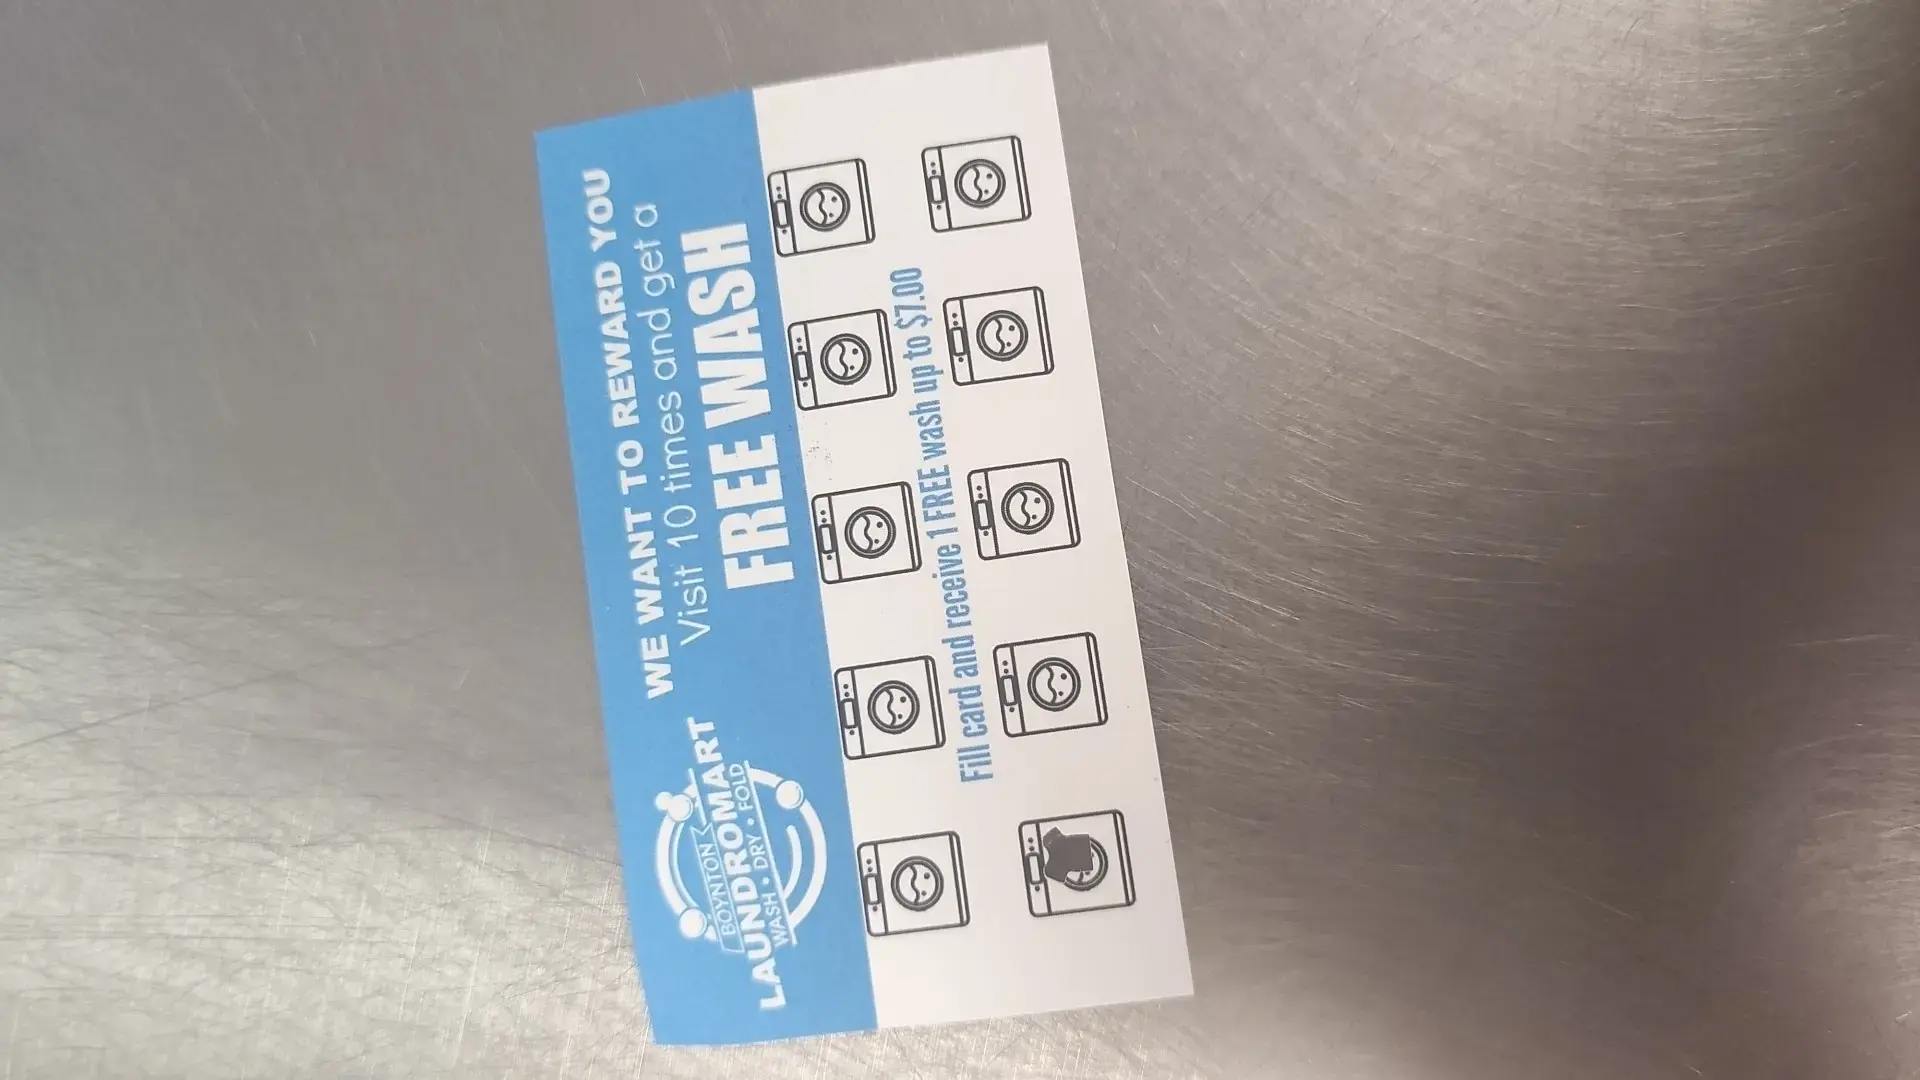 BOYNTON
LAUNDROMART
WASH • DRY • FOLD
WE WANT TO REWARD YOU
Visit 10 times and get a
FREE WASH
Fill card and receive 1 FREE wash up to $7.00